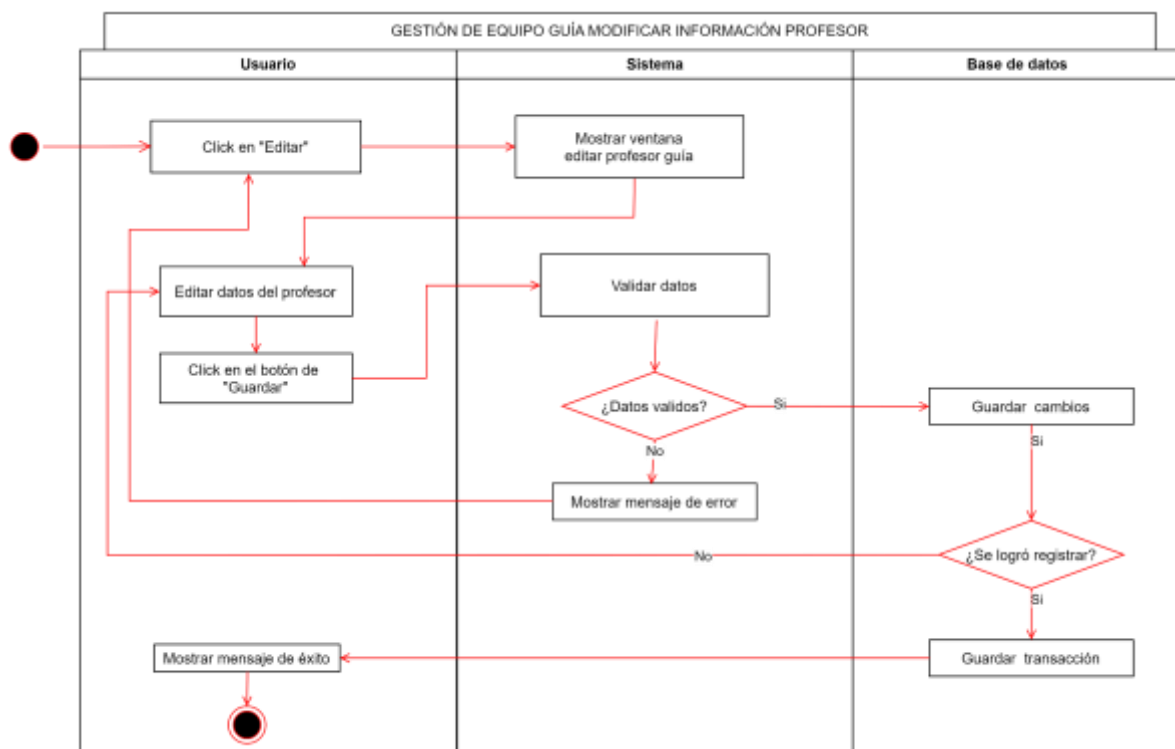 GESTIÓN DE EQUIPO GUÍA MODIFICAR INFORMACIÓN PROFESOR
Usuario
Sistema
Base de datos
Click en "Editar"
Mostrar ventana
editar profesor guía
Editar datos del profesor
Validar datos
Click en el botón de
"Guardar"
¿Datos validos?
Si
Guardar cambios
No
Si
Mostrar mensaje de error
No
¿Se logró registrar?
Si
Mostrar mensaje de éxito
Guardar transacción